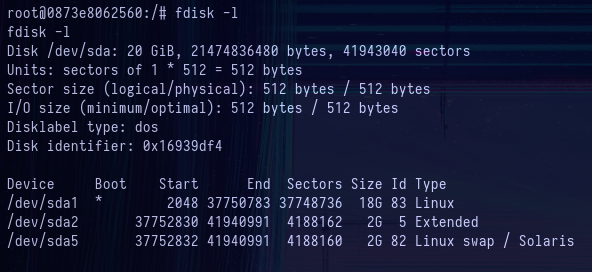 root@0873e8062560:/# fdisk -l
fdisk -l
Disk /dev/sda: 20 GiB, 21474836480 bytes, 41943040 sectors
Units: sectors of 1 * 512 = 512 bytes
Sector size (logical/physical): 512 bytes / 512 bytes
I/O size (minimum/optimal): 512 bytes / 512 bytes
Disklabel type: dos
Disk identifier: 0x16939df4

Device     Boot    Start      End  Sectors Size Id Type
/dev/sda1  *        2048 37750783 37748736  18G 83 Linux
/dev/sda2       37752830 41940991  4188162   2G  5 Extended
/dev/sda5       37752832 41940991  4188160   2G 82 Linux swap / Solaris